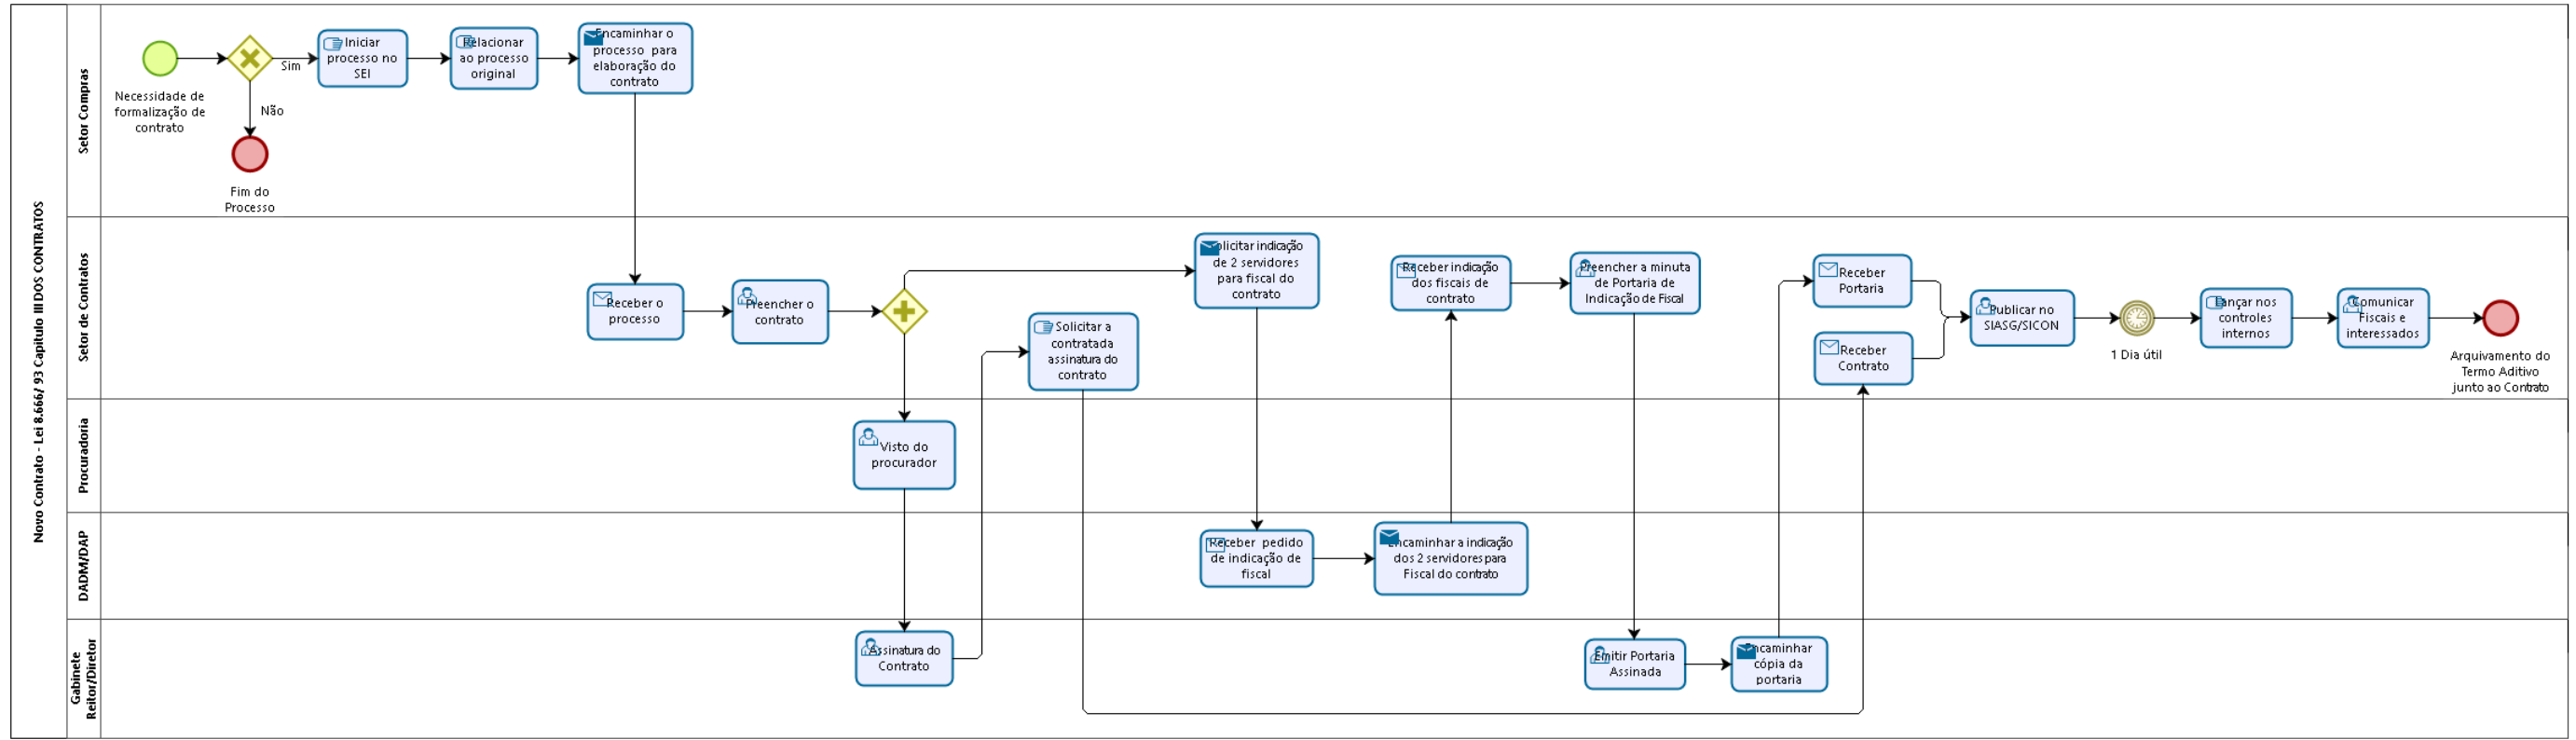 Novo Contrato - Lei 8.666/ 93 Capitulo III DOS CONTRATOS
Setor Compras
Necessidade de
formalização de
contrato
Sim
Não
Fim do
Processo
Iniciar
processo no
SEI
Relacionar
ao processo
original
Encaminhar o
processo para
elaboração do
contrato
Setor de Contratos
Receber o
processo
Preencher o
contrato
Solicitar a
contratada
assinatura do
contrato
Solicitar indicação
de 2 servidores
para fiscal do
contrato
Receber indicação
dos fiscais de
contrato
Preencher a minuta
de Portaria de
Indicação de Fiscal
Receber
Portaria
Receber
Contrato
Publicar no
SIASG/SICON
1 Dia útil
Lançar nos
controles
internos
Comunicar
Fiscais e
interessados
Arquivamento do
Termo Aditivo
junto ao Contrato
Procuradoria
Visto do
procurador
DADM/DAP
Receber pedido
de indicação de
fiscal
Encaminhar a indicação
dos 2 servidores para
Fiscal do contrato
Gabinete
Reitor/Diretor
Assinatura do
Contrato
Emitir Portaria
Assinada
Encaminhar
cópia da
portaria